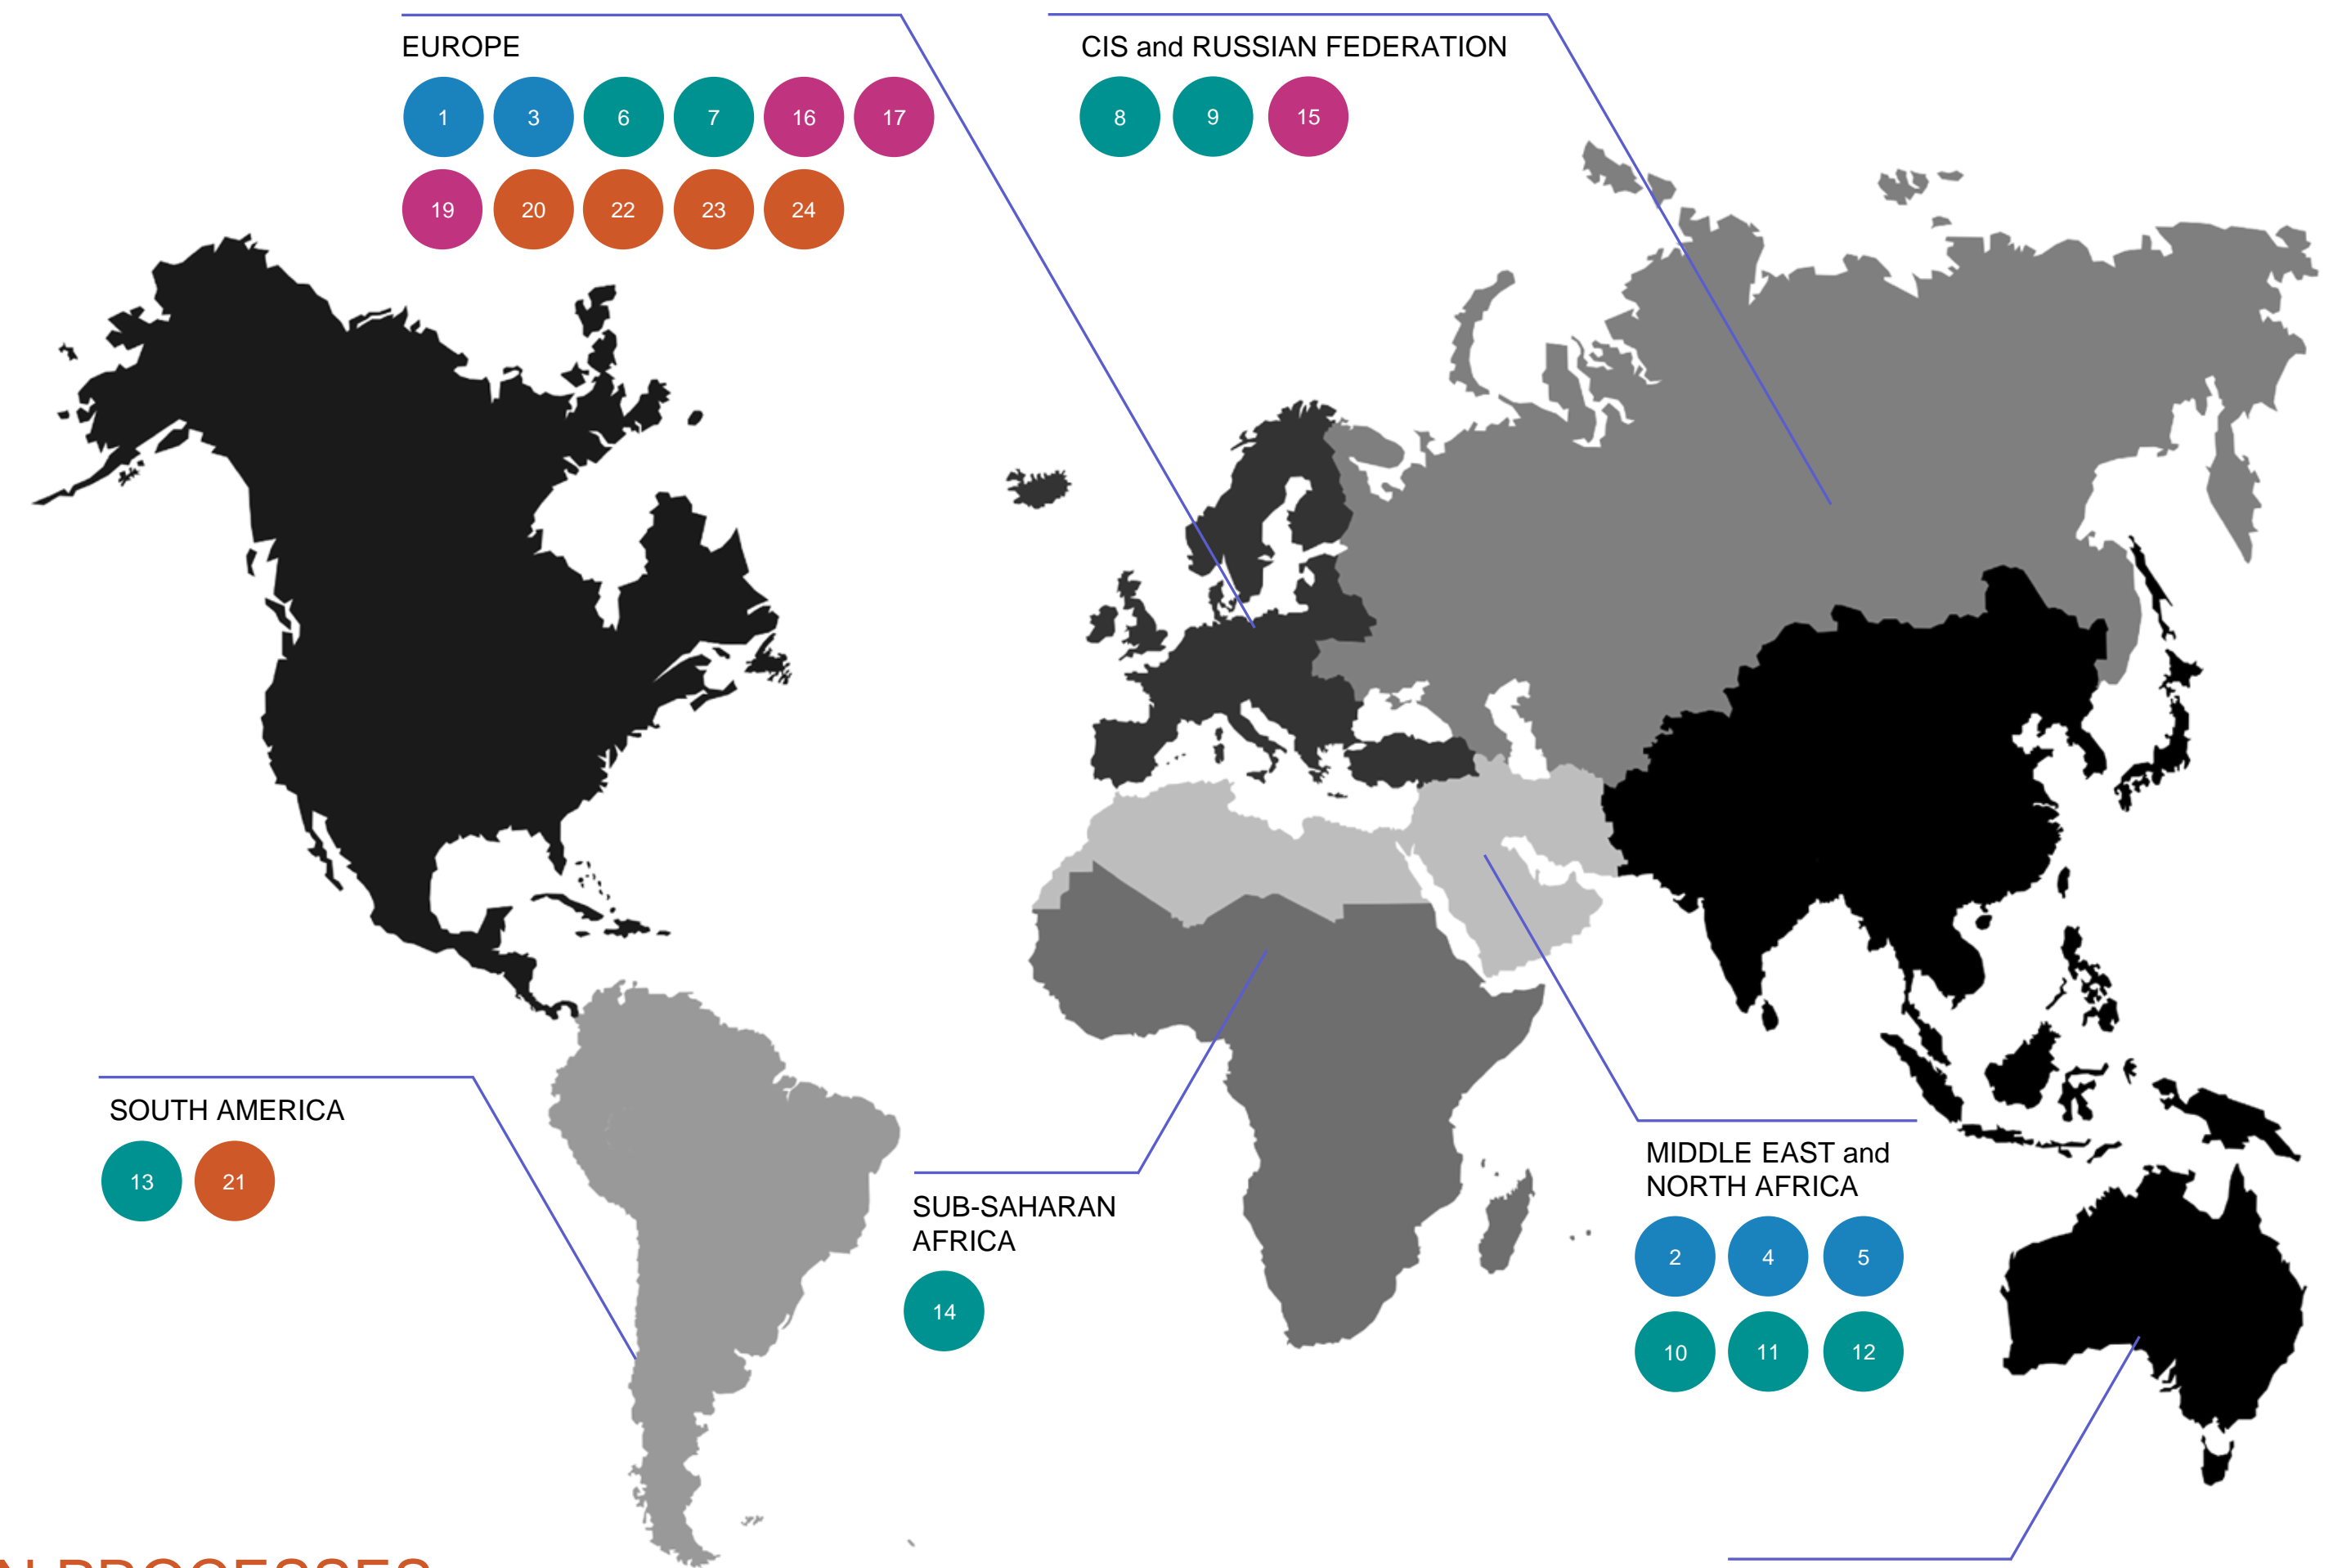 EUROPE
1 3 6 7 16 17
19 20 22 23 24
CIS and RUSSIAN FEDERATION
8 9 15
SOUTH AMERICA
13 21
SUB-SAHARAN
AFRICA
14
MIDDLE EAST and
NORTH AFRICA
2 4 5
10 11 12
N PROCESSES